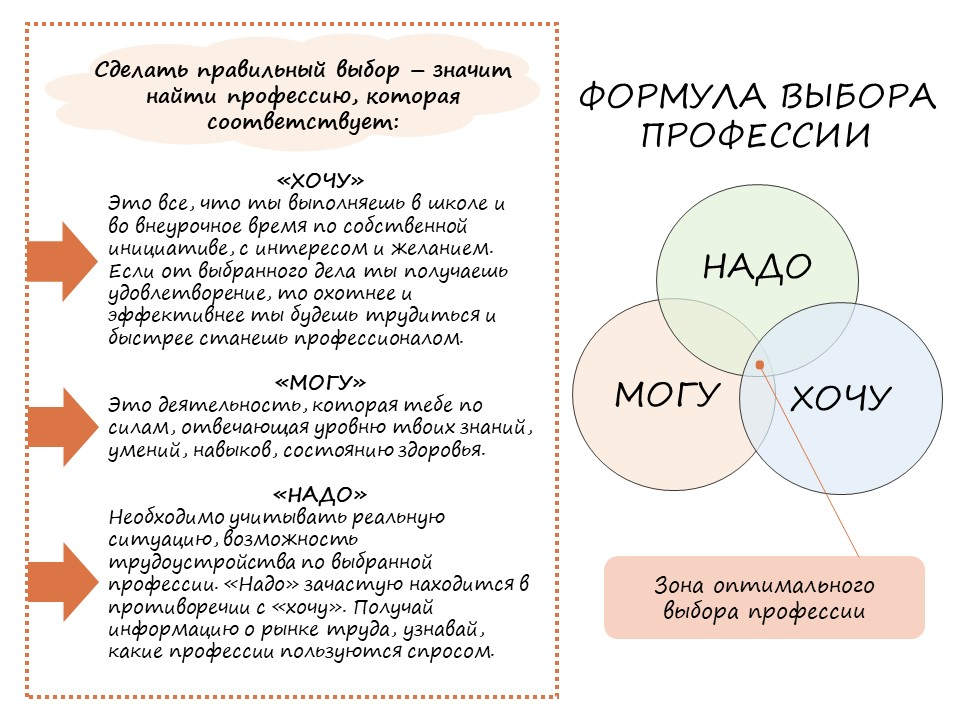 Сделать правильный выбор – значит
найти профессию, которая
соответствует:
«ХОЧУ»
Это все, что ты выполняешь в школе и
во внеурочное время по собственной
инициативе, с интересом и желанием.
Если от выбранного дела ты получаешь
удовлетворение, то охотнее и
эффективнее ты будешь трудиться и
быстрее станешь профессионалом.
«МОГУ»
Это деятельность, которая тебе по
силам, отвечающая уровню твоих знаний,
умений, навыков, состоянию здоровья.
«НАДО»
Необходимо учитывать реальную
ситуацию, возможность
трудоустройства по выбранной
профессии. «Надо» зачастую находится в
противоречии с «хочу». Получай
информацию о рынке труда, узнавай,
какие профессии пользуются спросом.
ФОРМУЛА ВЫБОРА
ПРОФЕССИИ
НАДО
МОГУ
ХОЧУ
Зона оптимального
выбора профессии